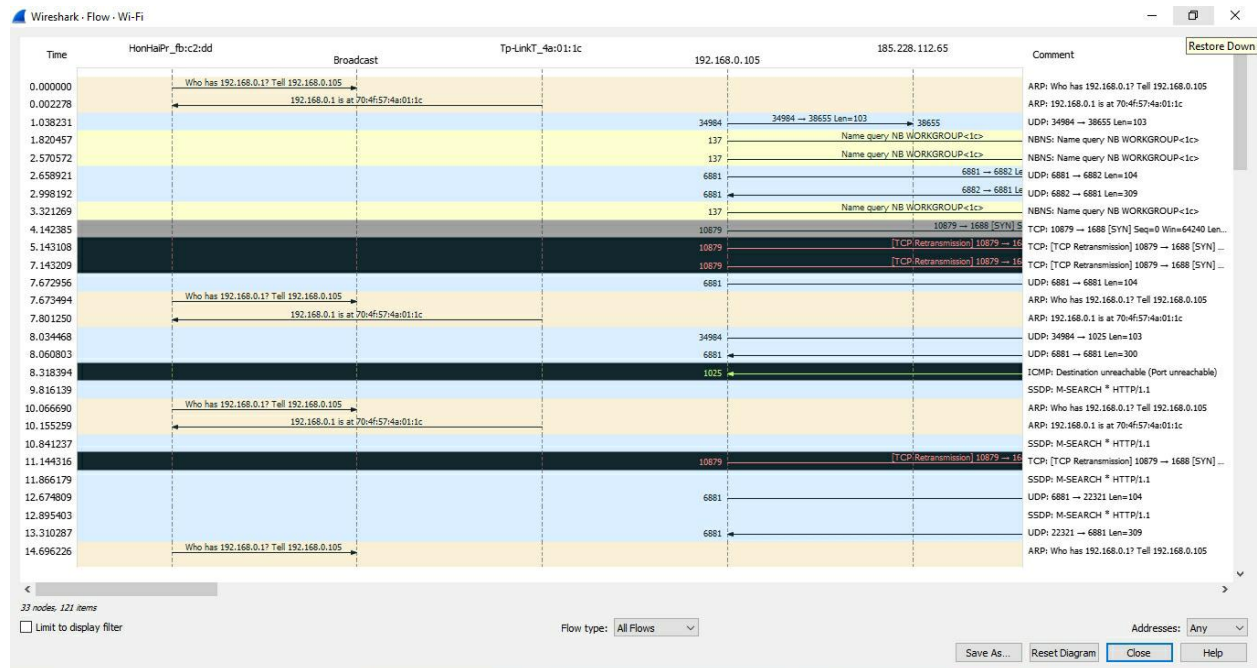 Wireshark · Flow · Wi-Fi
Restore Down
Time HonHaiPr_fb:c2:dd Broadcast Tp-LinkT_4a:01:1c 192.168.0.105 185.228.112.65 Comment
0.000000 Who has 192.168.0.1? Tell 192.168.0.105 ARP: Who has 192.168.0.1? Tell 192.168.0.105
0.002278 192.168.0.1 is at 70:4f:57:4a:01:1c ARP: 192.168.0.1 is at 70:4f:57:4a:01:1c
1.038231 34984 34984 → 38655 Len=103 38655 UDP: 34984 → 38655 Len=103
1.820457 137 Name query NB WORKGROUP<1c> NBNS: Name query NB WORKGROUP<1c>
2.570572 137 Name query NB WORKGROUP<1c> NBNS: Name query NB WORKGROUP<1c>
2.658921 6881 6881 → 6882 Le UDP: 6881 → 6882 Len=104
2.998192 6881 6882 → 6881 Le UDP: 6882 → 6881 Len=309
3.321269 137 Name query NB WORKGROUP<1c> NBNS: Name query NB WORKGROUP<1c>
4.142385 10879 10879 → 1688 [SYN] S TCP: 10879 → 1688 [SYN] Seq=0 Win=64240 Len...
5.143108 10879 [TCP Retransmission] 10879 → 16 TCP: [TCP Retransmission] 10879 → 1688 [SYN] ...
7.143209 10879 [TCP Retransmission] 10879 → 16 TCP: [TCP Retransmission] 10879 → 1688 [SYN] ...
7.672956 6881 UDP: 6881 → 6881 Len=104
7.673494 Who has 192.168.0.1? Tell 192.168.0.105 ARP: Who has 192.168.0.1? Tell 192.168.0.105
7.801250 192.168.0.1 is at 70:4f:57:4a:01:1c ARP: 192.168.0.1 is at 70:4f:57:4a:01:1c
8.034468 34984 UDP: 34984 → 1025 Len=103
8.060803 6881 UDP: 6881 → 6881 Len=300
8.318394 1025 ICMP: Destination unreachable (Port unreachable)
9.816139 SSDP: M-SEARCH * HTTP/1.1
10.066690 Who has 192.168.0.1? Tell 192.168.0.105 ARP: Who has 192.168.0.1? Tell 192.168.0.105
10.155259 192.168.0.1 is at 70:4f:57:4a:01:1c ARP: 192.168.0.1 is at 70:4f:57:4a:01:1c
10.841237 SSDP: M-SEARCH * HTTP/1.1
11.144316 10879 [TCP Retransmission] 10879 → 16 TCP: [TCP Retransmission] 10879 → 1688 [SYN] ...
11.866179 SSDP: M-SEARCH * HTTP/1.1
12.674809 6881 UDP: 6881 → 22321 Len=104
12.895403 SSDP: M-SEARCH * HTTP/1.1
13.310287 6881 UDP: 22321 → 6881 Len=309
14.696226 Who has 192.168.0.1? Tell 192.168.0.105 ARP: Who has 192.168.0.1? Tell 192.168.0.105
33 nodes, 121 items
Limit to display filter Flow type: All Flows Addresses: Any
Save As... Reset Diagram Close Help